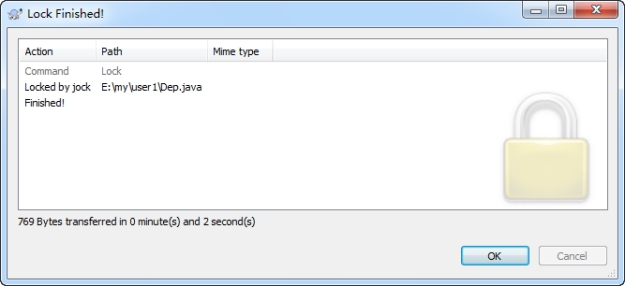 Lock Finished!
Action Path Mime type
Command Lock
Locked by jock E:\my\user1\Dep.java
Finished!
769 Bytes transferred in 0 minute(s) and 2 second(s)
OK Cancel